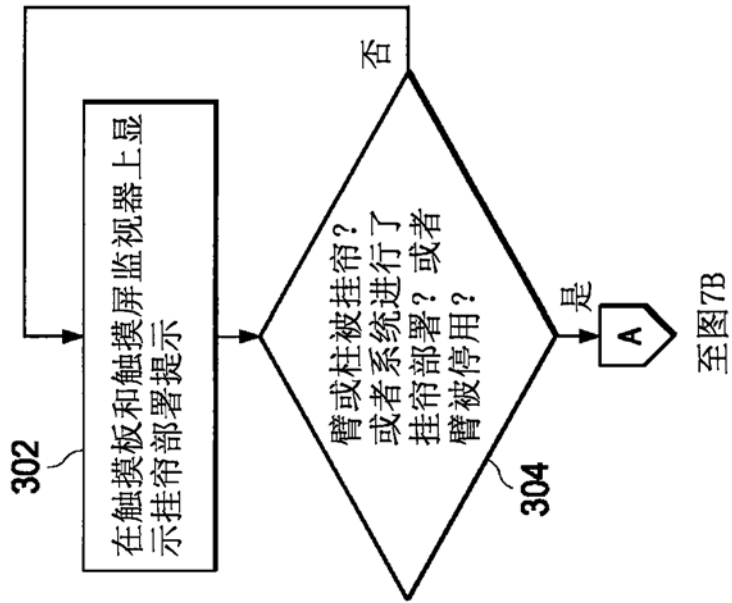 302
在触摸板和触摸屏监视器上显
示挂帘部署提示
臂或柱被挂帘？
或者系统进行了
挂帘部署？或者
臂被停用？
否
304
是
A
至图7B